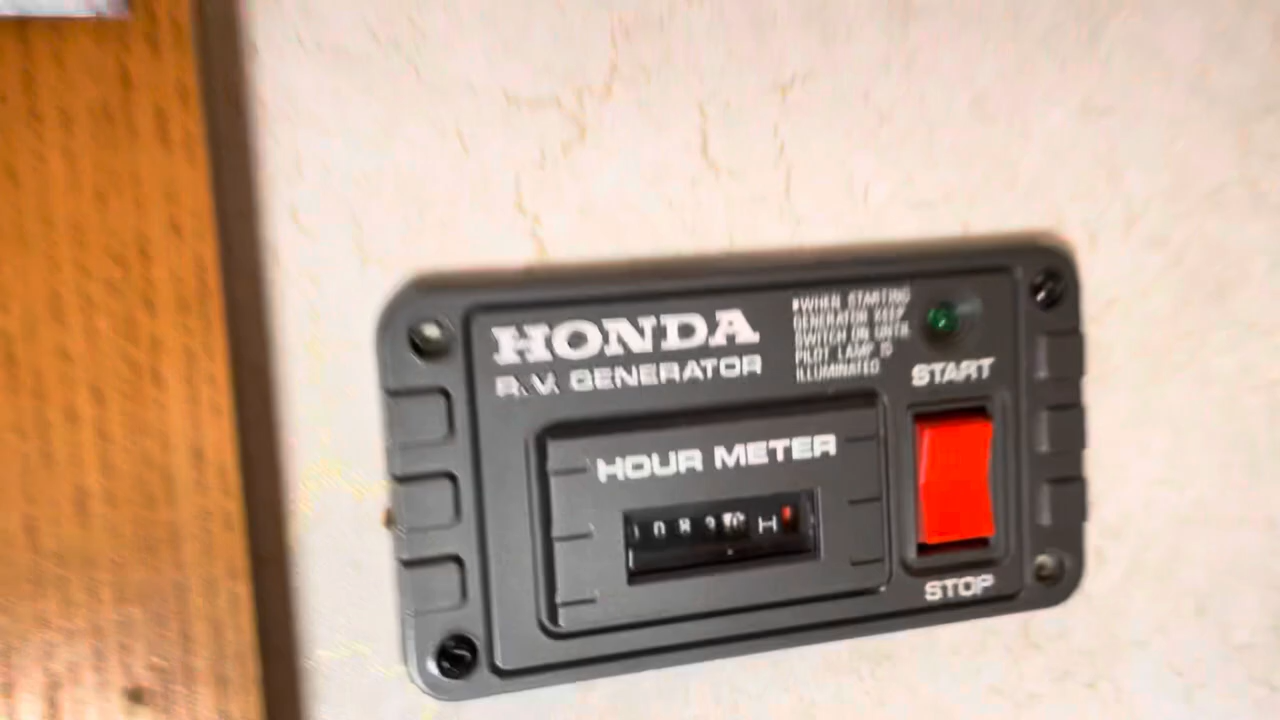 HONDA
R.V. GENERATOR
*WHEN STARTING
GENERATOR KEEP
SWITCH ON UNTIL
PILOT LAMP IS
ILLUMINATED
START
HOUR METER
H
STOP